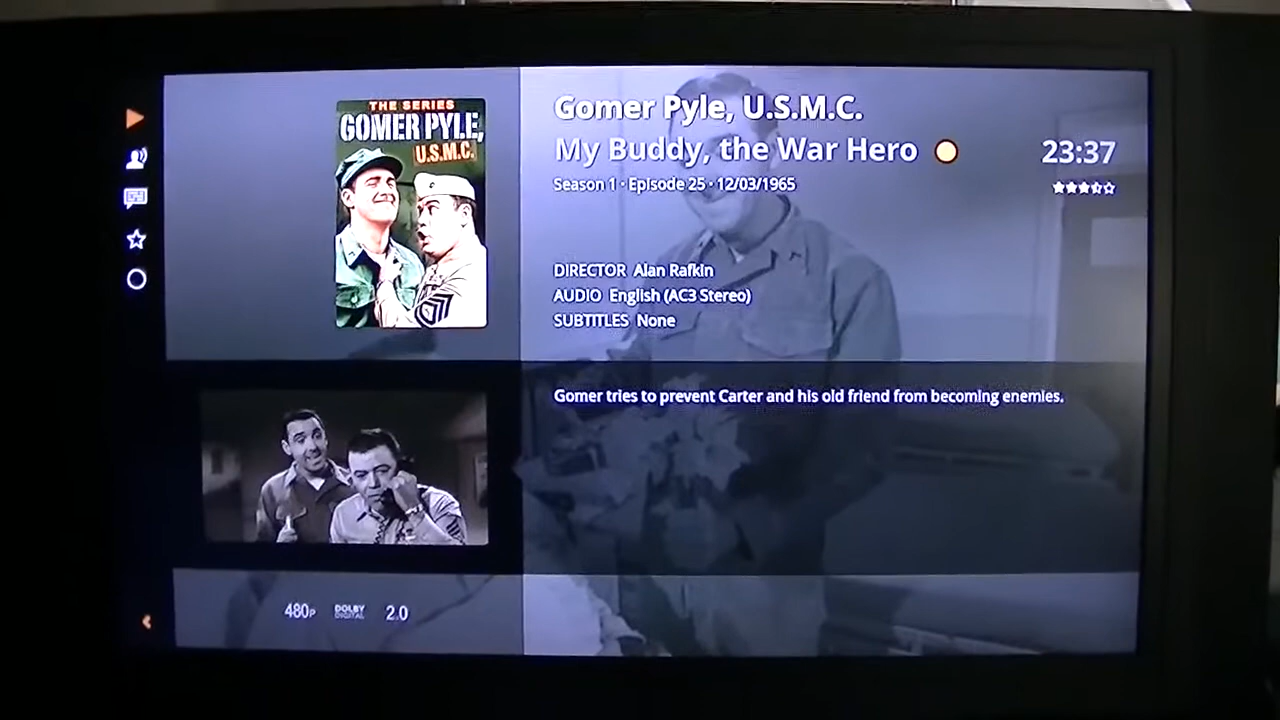 THE SERIES
GOMER PYLE,
U.S.M.C.
Gomer Pyle, U.S.M.C.
My Buddy, the War Hero
23:37
Season 1 · Episode 25 · 12/03/1965
DIRECTOR Alan Rafkin
AUDIO English (AC3 Stereo)
SUBTITLES None
Gomer tries to prevent Carter and his old friend from becoming enemies.
480P DOLBY DIGITAL 2.0